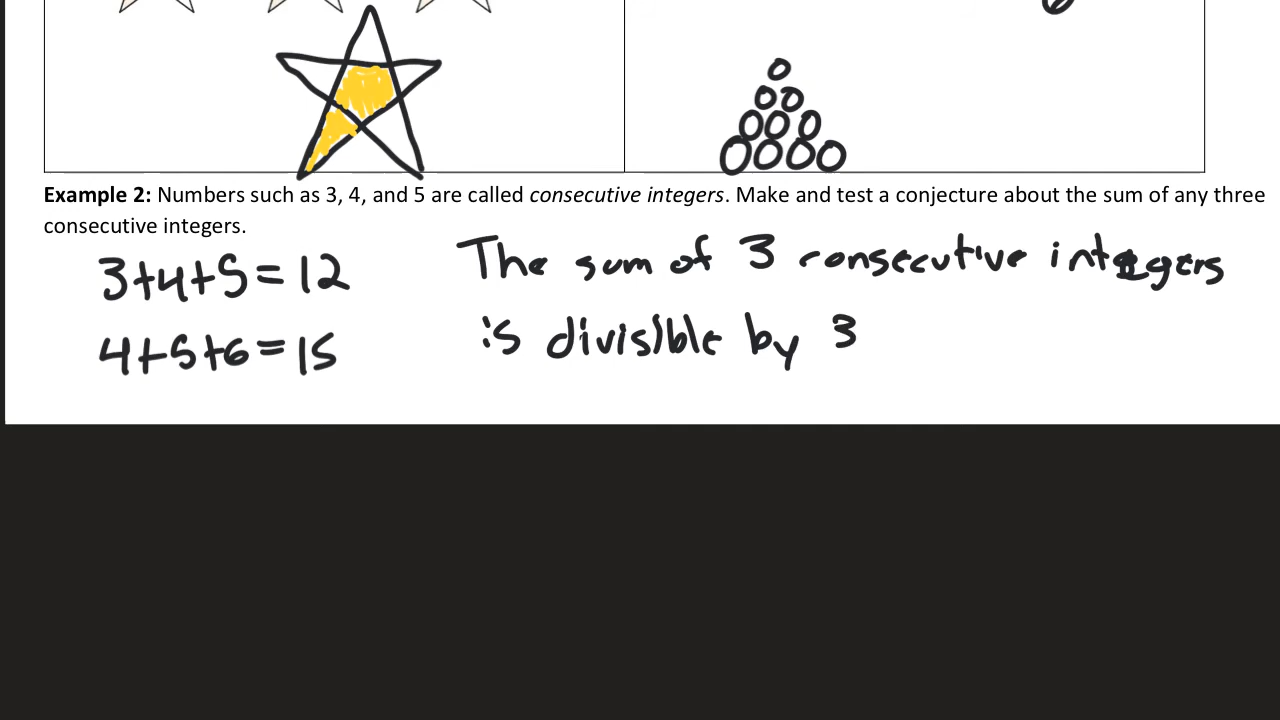 Example 2: Numbers such as 3, 4, and 5 are called consecutive integers. Make and test a conjecture about the sum of any three
consecutive integers.
3+4+5=12
The sum of 3 consecutive integers
4+5+6=15
is divisible by 3